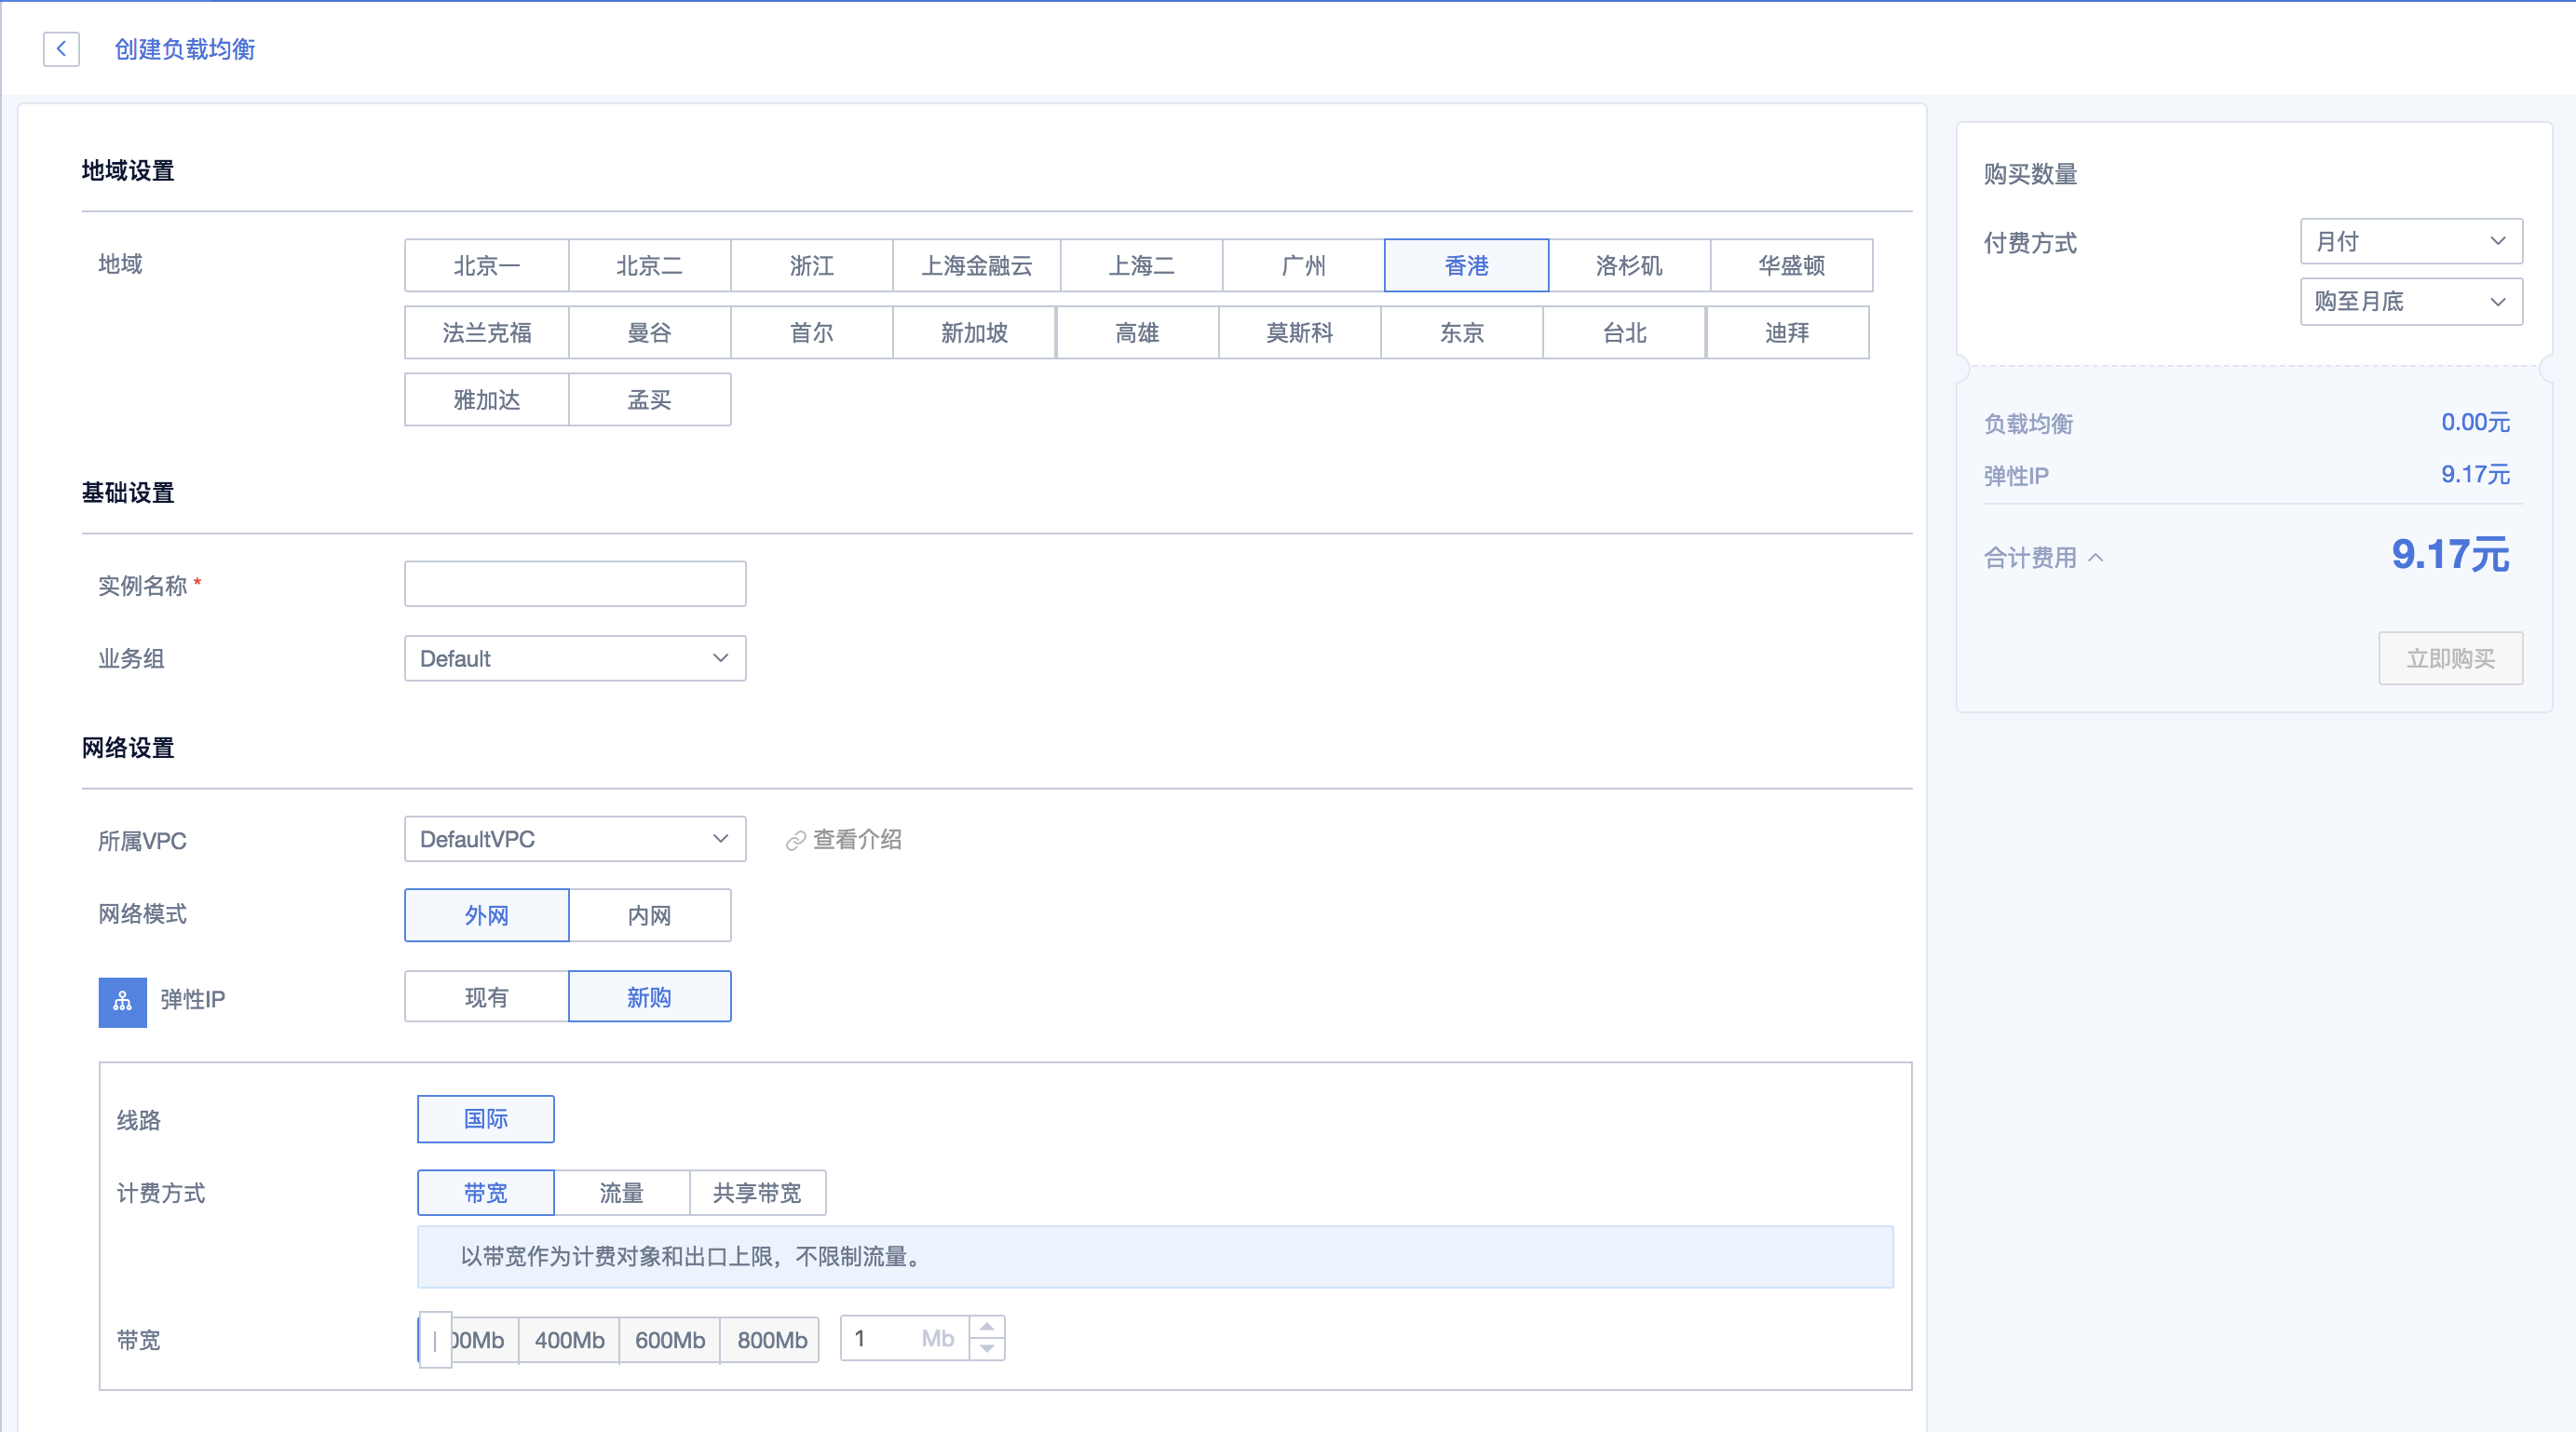 创建负载均衡
地域设置
地域
北京一 北京二 浙江 上海金融云 上海二 广州 香港 洛杉矶 华盛顿
法兰克福 曼谷 首尔 新加坡 高雄 莫斯科 东京 台北 迪拜
雅加达 孟买
基础设置
实例名称 *
业务组 Default
网络设置
所属VPC DefaultVPC 查看介绍
网络模式 外网 内网
弹性IP 现有 新购
线路 国际
计费方式 带宽 流量 共享带宽
以带宽作为计费对象和出口上限，不限制流量。
带宽 00Mb 400Mb 600Mb 800Mb 1 Mb
购买数量
付费方式 月付
购至月底
负载均衡 0.00元
弹性IP 9.17元
合计费用 9.17元
立即购买